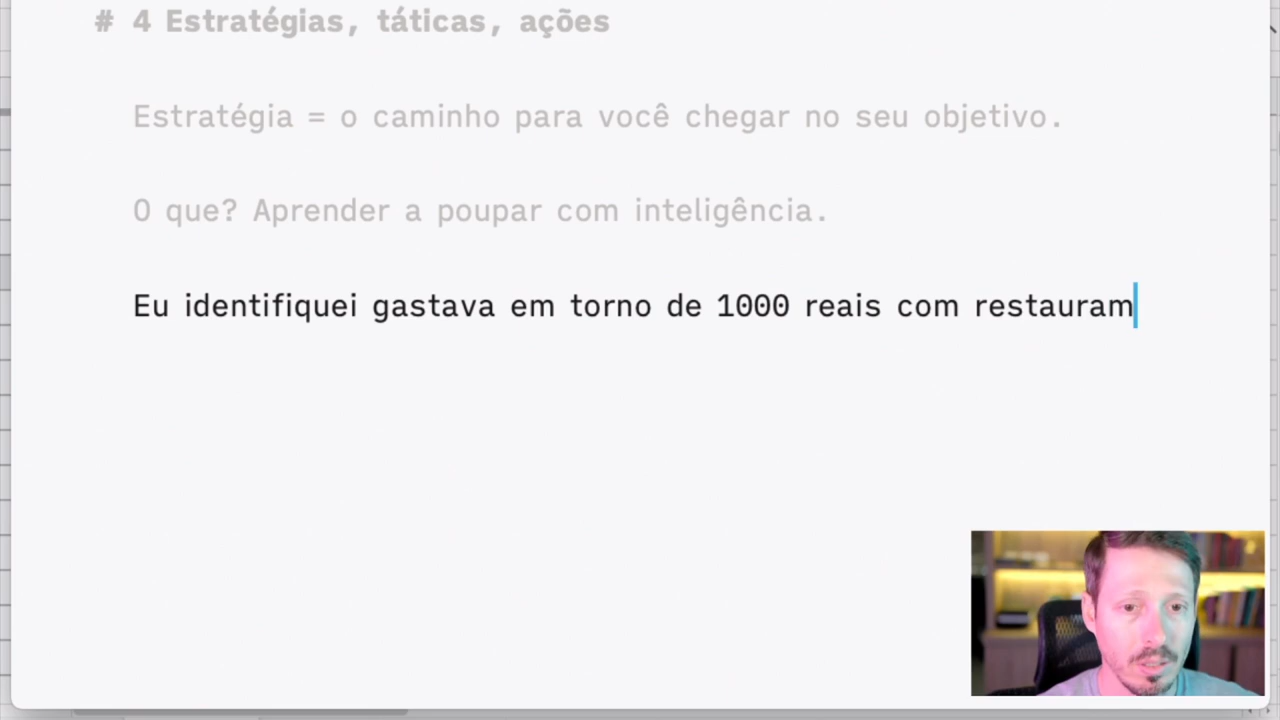 # 4 Estratégias, táticas, ações
Estratégia = o caminho para você chegar no seu objetivo.
O que? Aprender a poupar com inteligência.
Eu identifiquei gastava em torno de 1000 reais com restauram